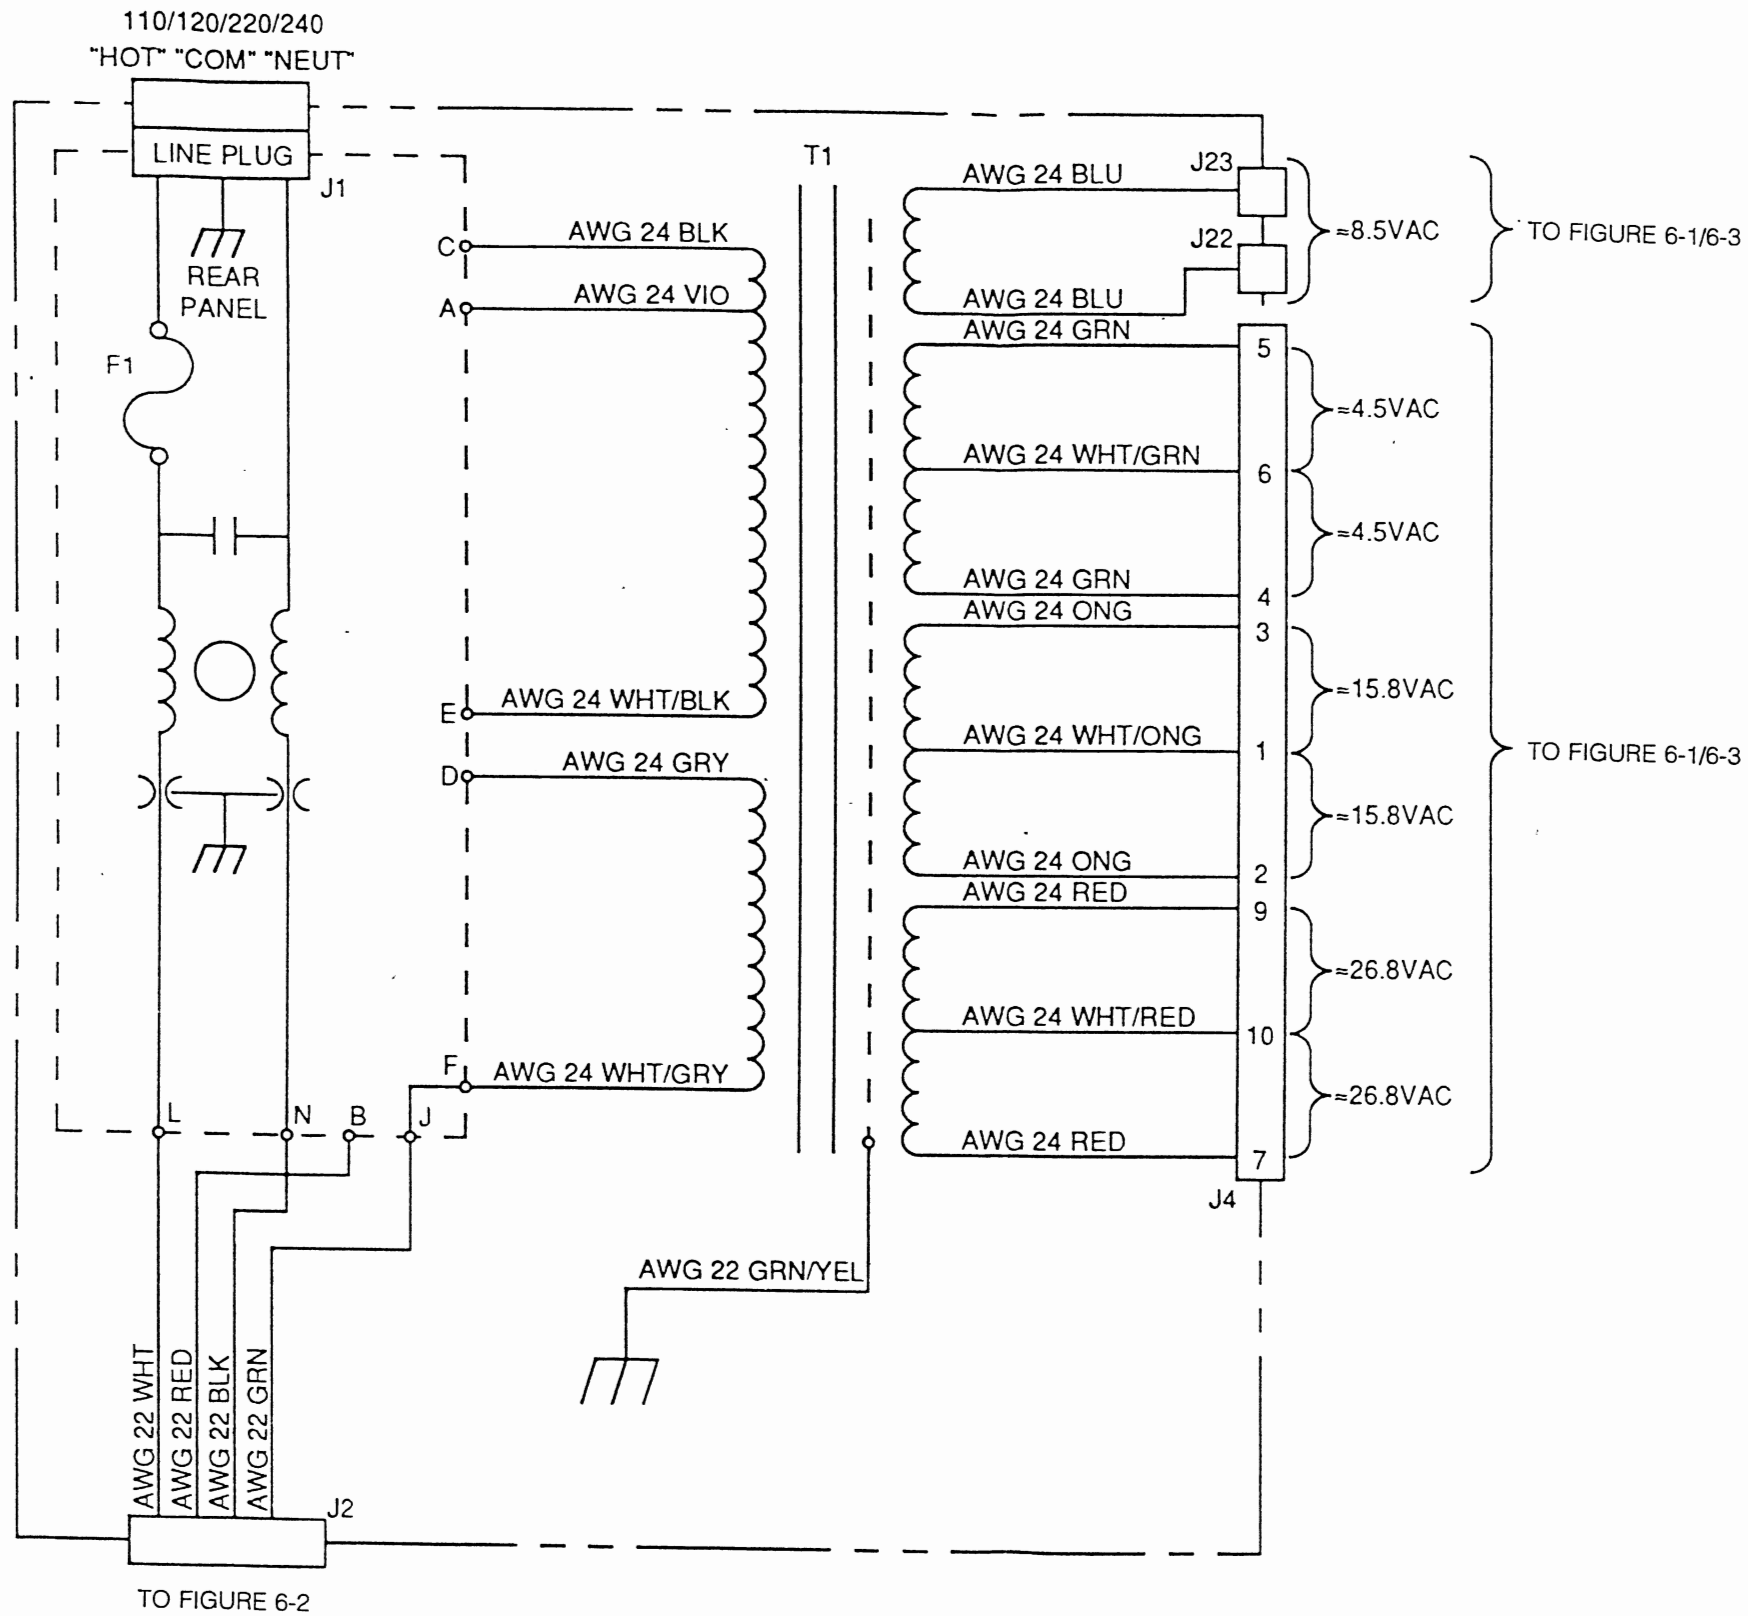 110/120/220/240
"HOT" "COM" "NEUT"
LINE PLUG
J1
REAR
PANEL
F1
C
AWG 24 BLK
A
AWG 24 VIO
E
AWG 24 WHT/BLK
D
AWG 24 GRY
F
AWG 24 WHT/GRY
L
N
B
J
T1
AWG 24 BLU
J23
J22
≈8.5VAC
TO FIGURE 6-1/6-3
AWG 24 BLU
AWG 24 GRN
5
≈4.5VAC
AWG 24 WHT/GRN
6
≈4.5VAC
AWG 24 GRN
4
AWG 24 ONG
3
≈15.8VAC
AWG 24 WHT/ONG
1
TO FIGURE 6-1/6-3
≈15.8VAC
AWG 24 ONG
2
AWG 24 RED
9
≈26.8VAC
AWG 24 WHT/RED
10
≈26.8VAC
AWG 24 RED
7
J4
AWG 22 GRN/YEL
AWG 22 WHT
AWG 22 RED
AWG 22 BLK
AWG 22 GRN
J2
TO FIGURE 6-2